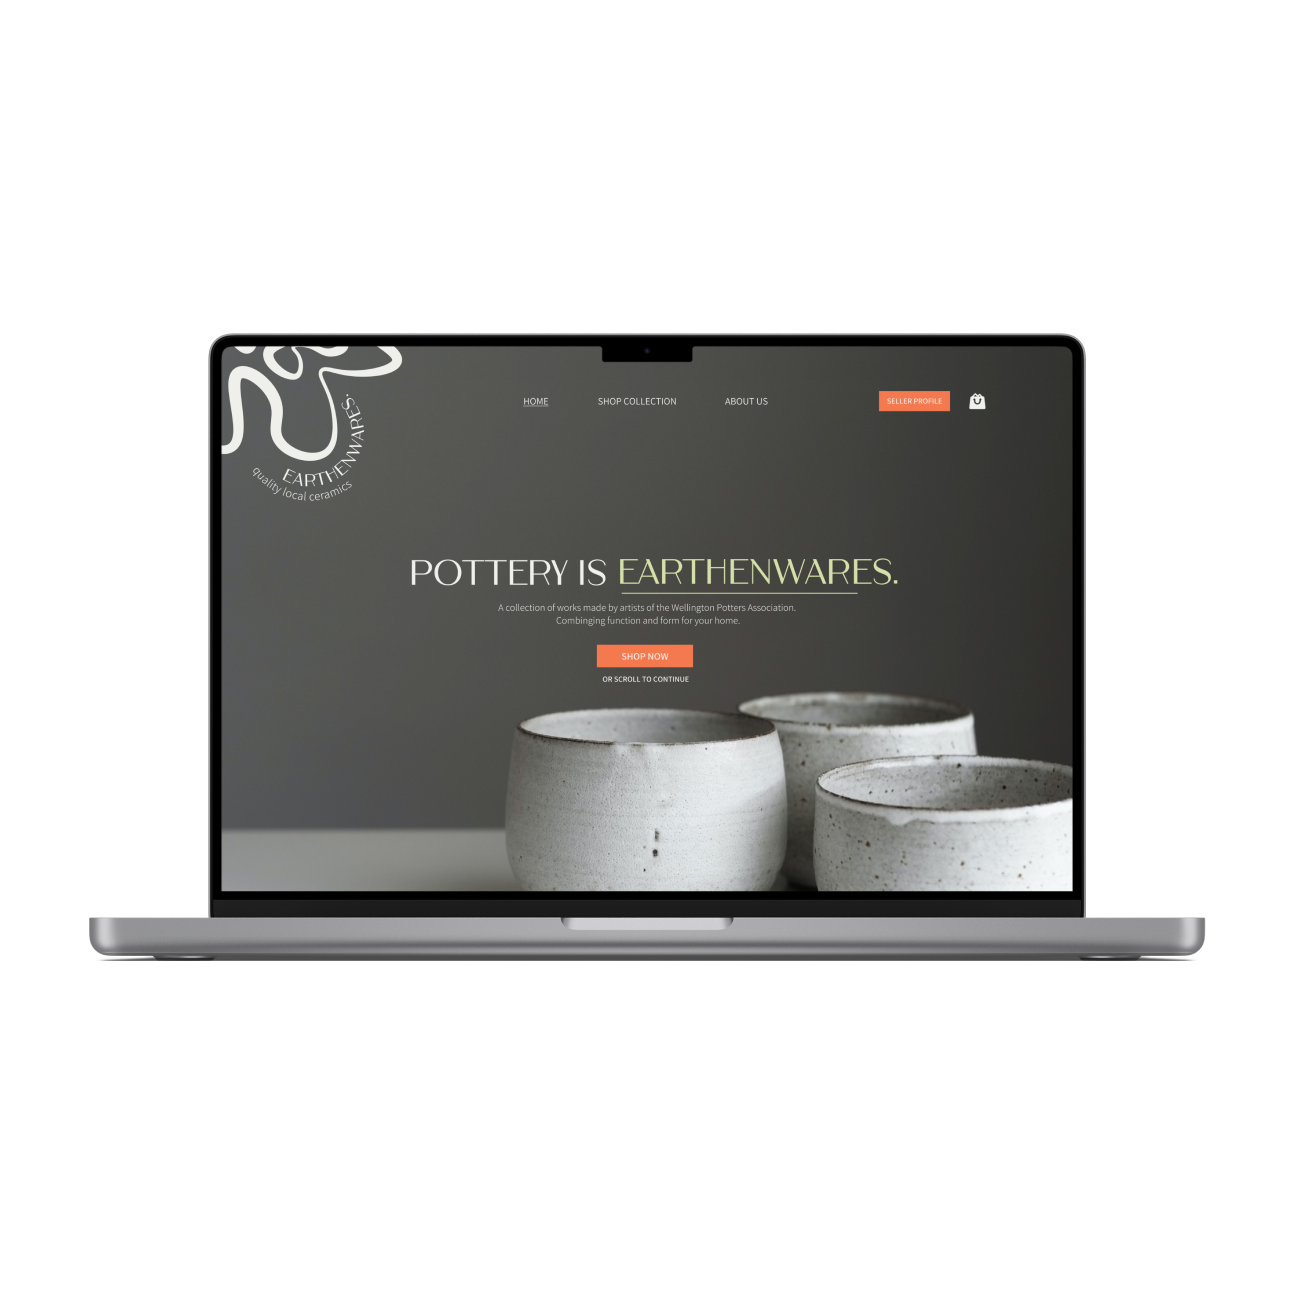 HOME
SHOP COLLECTION
ABOUT US
SELLER PROFILE
EARTHENWARES.
quality local ceramics
POTTERY IS EARTHENWARES.
A collection of works made by artists of the Wellington Potters Association.
Combinging function and form for your home.
SHOP NOW
OR SCROLL TO CONTINUE